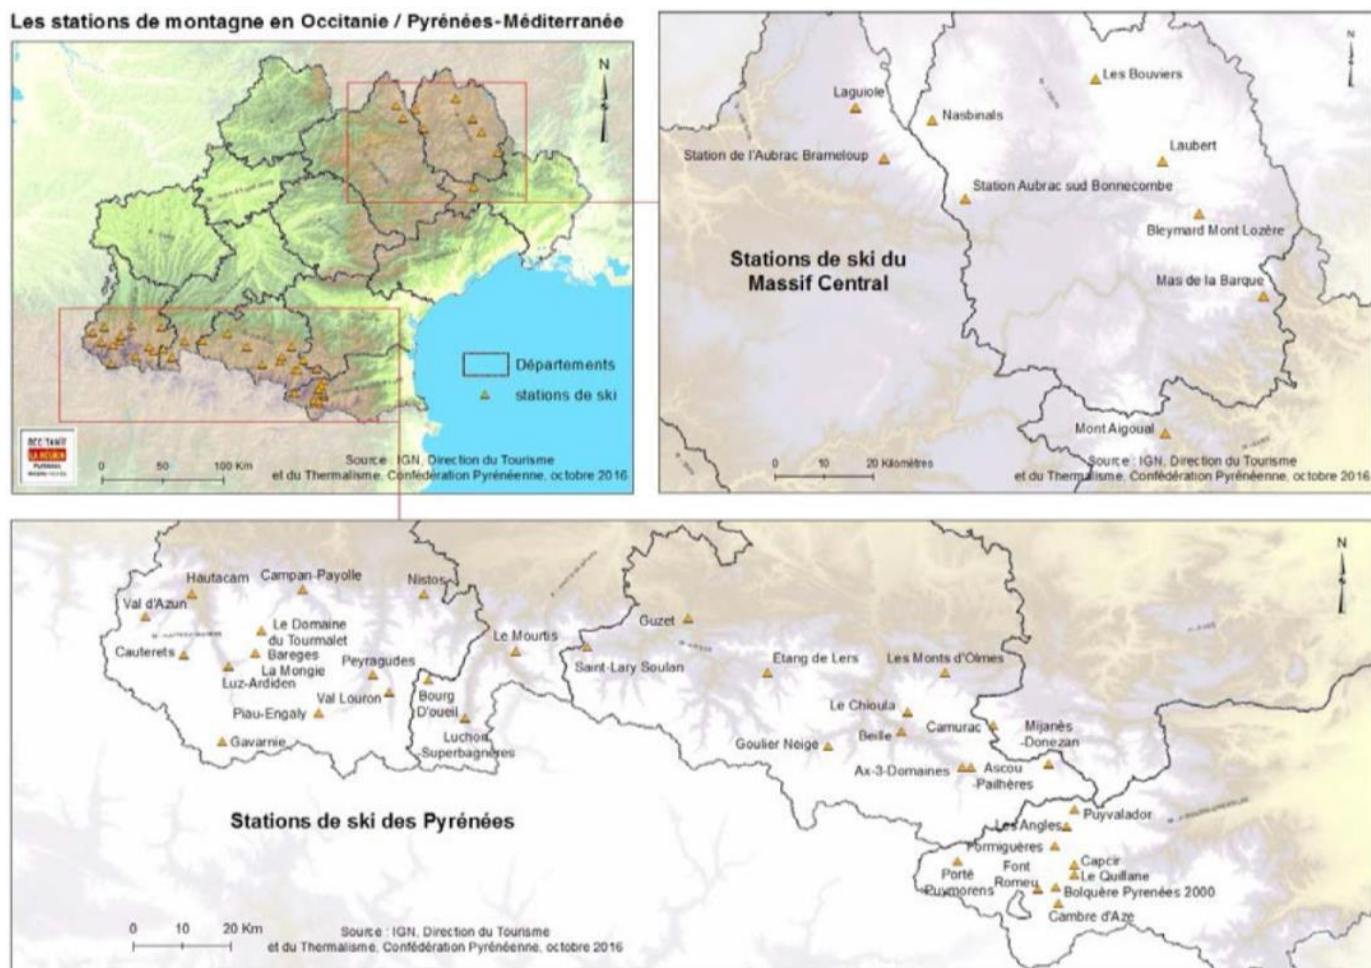 Les stations de montagne en Occitanie / Pyrénées-Méditerranée
N
Départements
stations de ski
OCCITANIE
LA RÉGION
0 50 100 Km
Source : IGN, Direction du Tourisme
et du Thermalisme, Confédération Pyrénéenne, octobre 2016
N
Les Bouviers
Laguiole
Nasbinals
Laubert
Station de l'Aubrac Brameloup
Station Aubrac sud Bonnecombe
Bleymard Mont Lozère
Stations de ski du
Massif Central
Mas de la Barque
Mont Aigoual
0 10 20 Kilomètres
Source : IGN, Direction du Tourisme
et du Thermalisme, Confédération Pyrénéenne, octobre 2016
N
Hautacam
Campan-Payolle
Nistos
Val d'Azun
Le Domaine
du Tourmalet
Bareges
La Mongie
Cauterets
Luz-Ardiden
Peyragudes
Val Louron
Piau-Engaly
Gavarnie
Le Mourtis
Bourg
D'oueil
Luchon
-Superbagnères
Guzet
Saint-Lary Soulan
Etang de Lers
Les Monts d'Olmes
Le Chioula
Beille
Camurac
Mijanès
-Donezan
Goulier Neige
Ax-3-Domaines
Ascou
-Pailhères
Puyvalador
Les Angles
Formiguères
Porté
-Puymorens
Font
Romeu
Capcir
Le Quillane
Bolquère Pyrenées 2000
Cambre d'Aze
Stations de ski des Pyrénées
0 10 20 Km
Source : IGN, Direction du Tourisme
et du Thermalisme, Confédération Pyrénéenne, octobre 2016